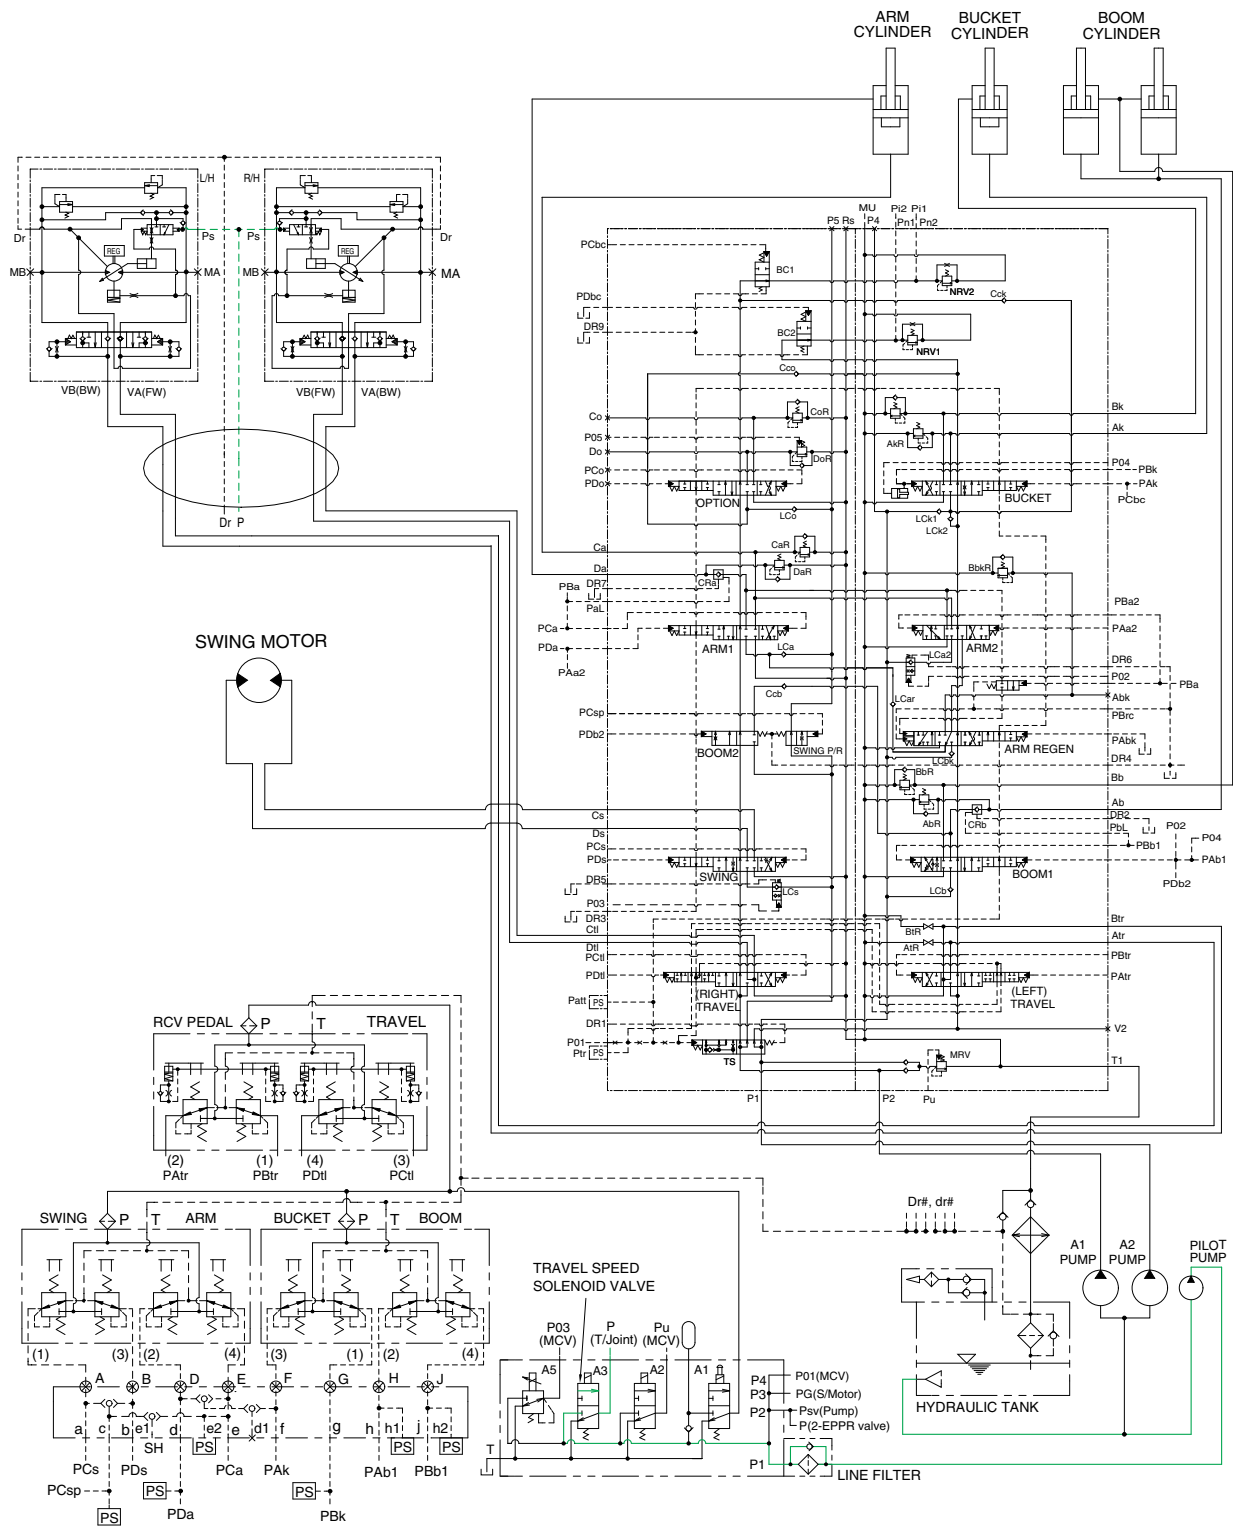 ARM CYLINDER
BUCKET CYLINDER
BOOM CYLINDER
L/H
R/H
Dr
Ps
Ps
Dr
REG
REG
MB
MA
MB
MA
VB(BW)
VA(FW)
VB(FW)
VA(BW)
Dr P
P5 Rs
MU
P4
Pi2
Pi1
Pn1
Pn2
PCbc
BC1
NRV2
Cck
PDbc
DR9
BC2
NRV1
Cco
Co
CoR
P05
Do
DoR
PCo
PDo
OPTION
LCo
Bk
Ak
AkR
P04
PBk
PAk
PCbc
BUCKET
LCk1
LCk2
Ca
CaR
Da
DaR
DR7
CRa
PBa
PaL
PCa
PDa
PAa2
ARM1
LCa
BbkR
PBa2
PAa2
ARM2
LCa2
DR6
P02
PBa
LCar
Abk
PBrc
PAbk
ARM REGEN
LCbk
DR4
Ccb
PCsp
PDb2
BOOM2
SWING P/R
BbR
Bb
Ab
AbR
CRb
DR2
PbL
PBb1
P02
P04
PAb1
PDb2
BOOM1
LCb
SWING MOTOR
Cs
Ds
PCs
PDs
SWING
DR5
LCs
P03
DR3
Ctl
Dtl
PCtl
PDtl
(RIGHT) TRAVEL
BtR
AtR
Btr
Atr
PBtr
PAtr
(LEFT) TRAVEL
Patt
PS
DR1
P01
Ptr
PS
TS
V2
MRV
T1
P1
P2
Pu
RCV PEDAL
P
T
TRAVEL
(2)
(1)
(4)
(3)
PAtr
PBtr
PDtl
PCtl
SWING
P
T
ARM
BUCKET
P
T
BOOM
(1)
(3)
(2)
(4)
(3)
(1)
(2)
(4)
A
B
D
E
F
G
H
J
a
c
b
e1
d
e2
e
d1
f
g
h
h1
j
h2
SH
PS
PS
PS
PCs
PDs
PCa
PAk
PAb1
PBb1
PCsp
PS
PS
PDa
PS
PBk
TRAVEL SPEED
SOLENOID VALVE
P03
(MCV)
P
(T/Joint)
Pu
(MCV)
A5
A3
A2
A1
P4
P01(MCV)
P3
PG(S/Motor)
P2
Psv(Pump)
P(2-EPPR valve)
T
P1
LINE FILTER
Dr#, dr#
HYDRAULIC TANK
A1 PUMP
A2 PUMP
PILOT PUMP